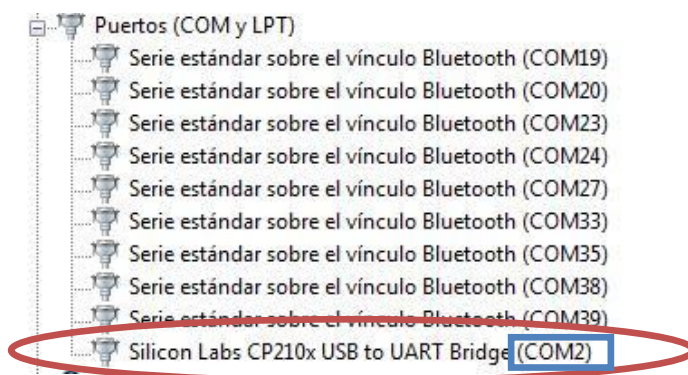 Puertos (COM y LPT)
Serie estándar sobre el vínculo Bluetooth (COM19)
Serie estándar sobre el vínculo Bluetooth (COM20)
Serie estándar sobre el vínculo Bluetooth (COM23)
Serie estándar sobre el vínculo Bluetooth (COM24)
Serie estándar sobre el vínculo Bluetooth (COM27)
Serie estándar sobre el vínculo Bluetooth (COM33)
Serie estándar sobre el vínculo Bluetooth (COM35)
Serie estándar sobre el vínculo Bluetooth (COM38)
Serie estándar sobre el vínculo Bluetooth (COM39)
Silicon Labs CP210x USB to UART Bridge (COM2)